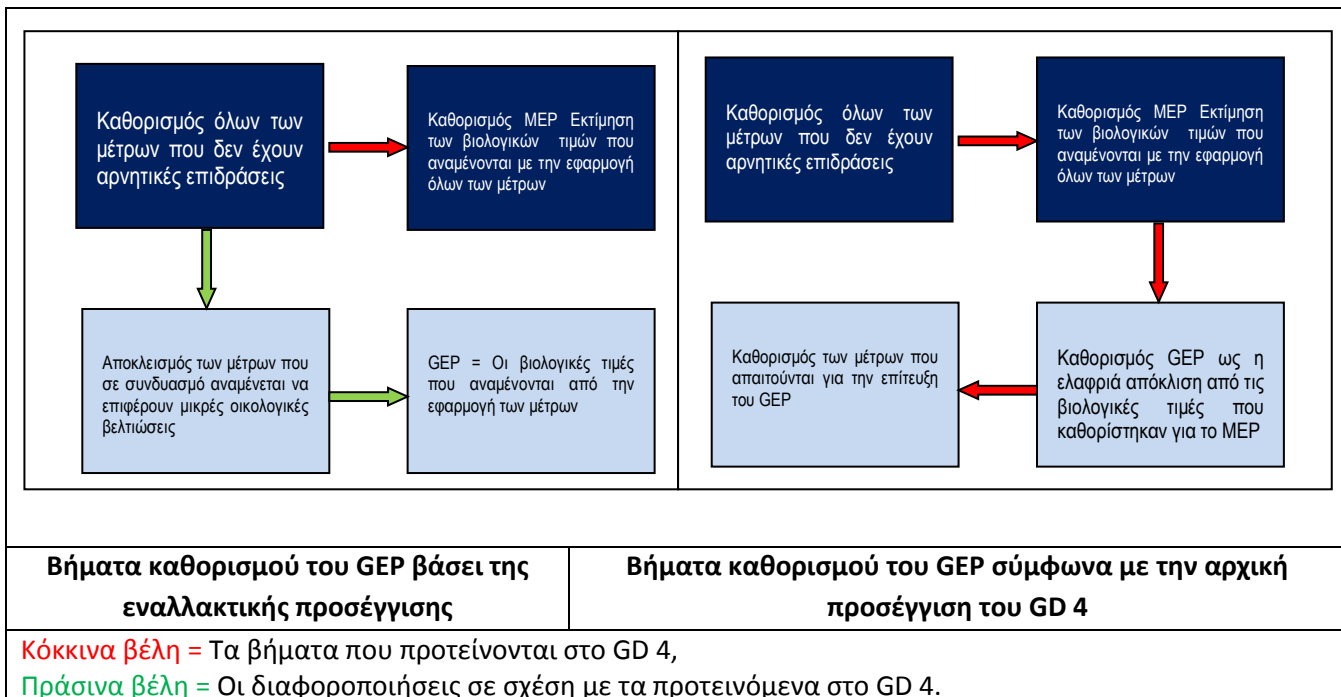 Καθορισμός όλων των
μέτρων που δεν έχουν
αρνητικές επιδράσεις
Καθορισμός MEP Εκτίμηση
των βιολογικών τιμών που
αναμένονται με την εφαρμογή
όλων των μέτρων
Αποκλεισμός των μέτρων που
σε συνδυασμό αναμένεται να
επιφέρουν μικρές οικολογικές
βελτιώσεις
GEP = Οι βιολογικές τιμές
που αναμένονται από την
εφαρμογή των μέτρων
Καθορισμός όλων των
μέτρων που δεν έχουν
αρνητικές επιδράσεις
Καθορισμός MEP Εκτίμηση
των βιολογικών τιμών που
αναμένονται με την εφαρμογή
όλων των μέτρων
Καθορισμός των μέτρων που
απαιτούνται για την επίτευξη
του GEP
Καθορισμός GEP ως η
ελαφριά απόκλιση από τις
βιολογικές τιμές που
καθορίστηκαν για το MEP
Βήματα καθορισμού του GEP βάσει της
εναλλακτικής προσέγγισης
Βήματα καθορισμού του GEP σύμφωνα με την αρχική
προσέγγιση του GD 4
Κόκκινα βέλη = Τα βήματα που προτείνονται στο GD 4,
Πράσινα βέλη = Οι διαφοροποιήσεις σε σχέση με τα προτεινόμενα στο GD 4.